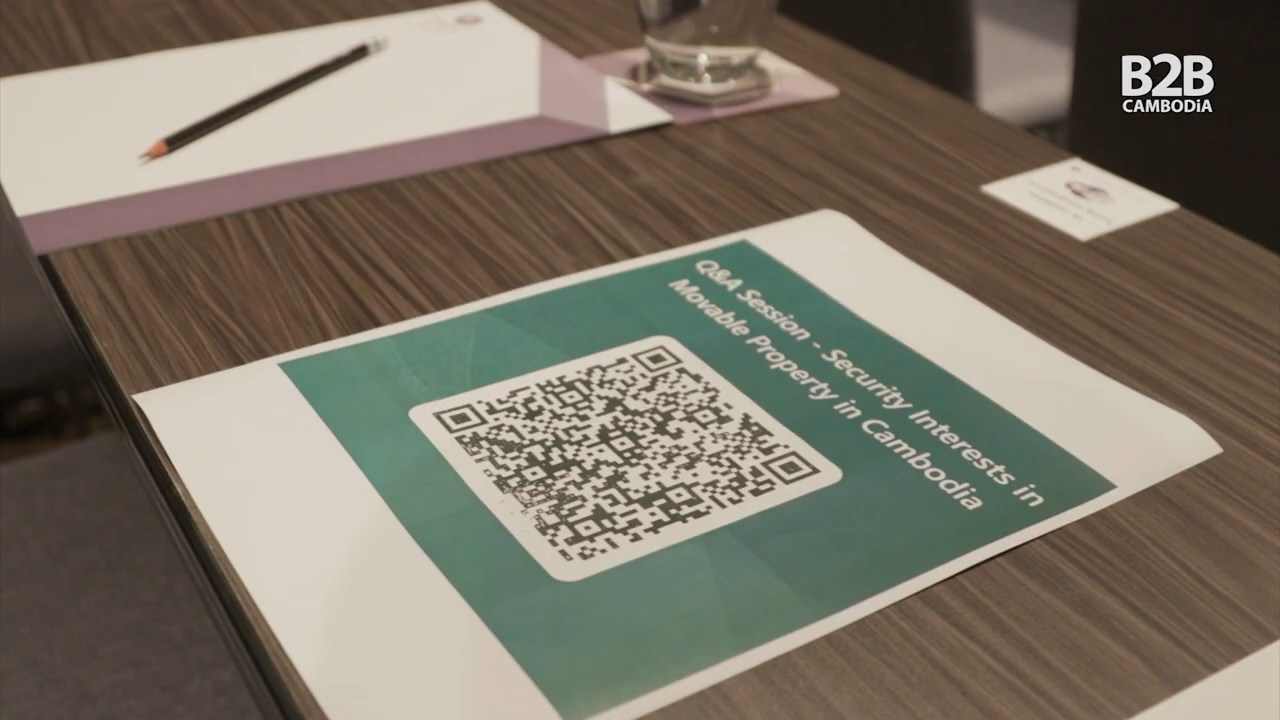 B2B
CAMBODiA
Q&A Session - Security Interests in
Movable Property in Cambodia